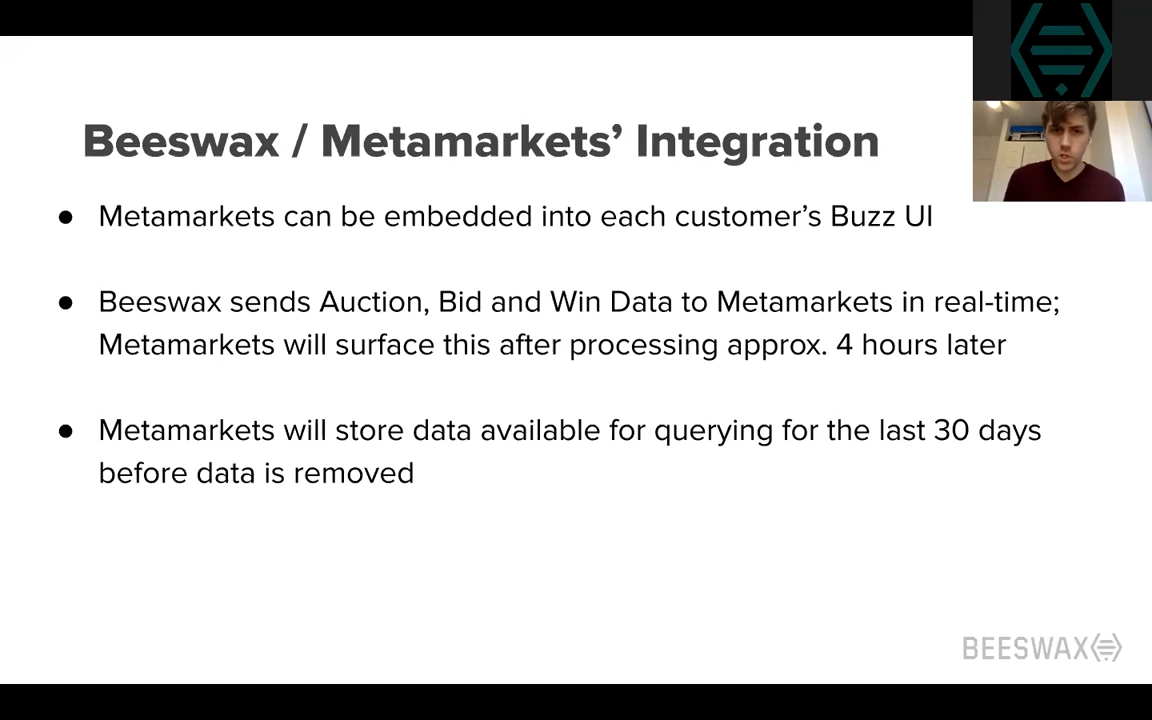 Beeswax / Metamarkets’ Integration
● Metamarkets can be embedded into each customer’s Buzz UI
● Beeswax sends Auction, Bid and Win Data to Metamarkets in real-time;
Metamarkets will surface this after processing approx. 4 hours later
● Metamarkets will store data available for querying for the last 30 days
before data is removed
BEESWAX